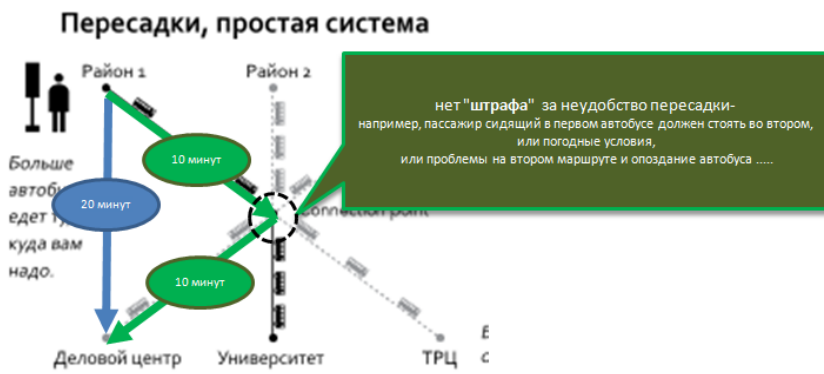 Пересадки, простая система
Район 1
Район 2
нет "штрафа" за неудобство пересадки-
например, пассажир сидящий в первом автобусе должен стоять во втором,
или погодные условия,
или проблемы на втором маршруте и опоздание автобуса .....
10 минут
Больше
20 минут
едет
куда вам
надо.
Connection point
10 минут
Деловой центр
Университет
ТРЦ